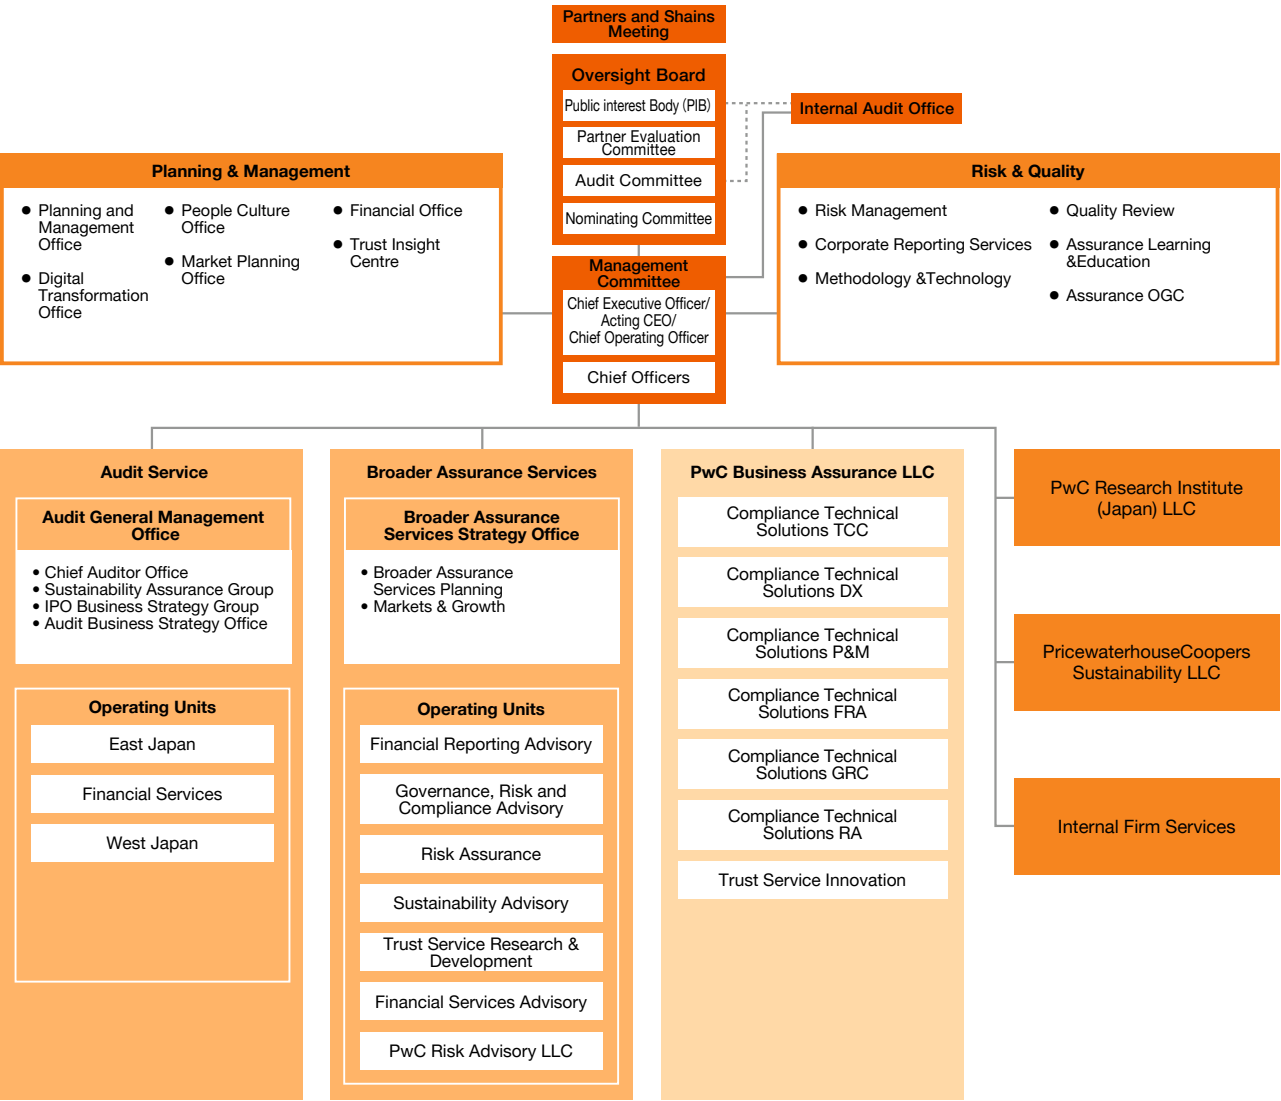 Partners and Shains
Meeting
Oversight Board
Public interest Body (PIB)
Partner Evaluation
Committee
Audit Committee
Nominating Committee
Internal Audit Office
Management
Committee
Chief Executive Officer/
Acting CEO/
Chief Operating Officer
Chief Officers
Planning & Management
● Planning and
Management
Office
● Digital
Transformation
Office
● People Culture
Office
● Market Planning
Office
● Financial Office
● Trust Insight
Centre
Risk & Quality
● Risk Management
● Corporate Reporting Services
● Methodology &Technology
● Quality Review
● Assurance Learning
&Education
● Assurance OGC
Audit Service
Audit General Management
Office
• Chief Auditor Office
• Sustainability Assurance Group
• IPO Business Strategy Group
• Audit Business Strategy Office
Operating Units
East Japan
Financial Services
West Japan
Broader Assurance Services
Broader Assurance
Services Strategy Office
• Broader Assurance
Services Planning
• Markets & Growth
Operating Units
Financial Reporting Advisory
Governance, Risk and
Compliance Advisory
Risk Assurance
Sustainability Advisory
Trust Service Research &
Development
Financial Services Advisory
PwC Risk Advisory LLC
PwC Business Assurance LLC
Compliance Technical
Solutions TCC
Compliance Technical
Solutions DX
Compliance Technical
Solutions P&M
Compliance Technical
Solutions FRA
Compliance Technical
Solutions GRC
Compliance Technical
Solutions RA
Trust Service Innovation
PwC Research Institute
(Japan) LLC
PricewaterhouseCoopers
Sustainability LLC
Internal Firm Services